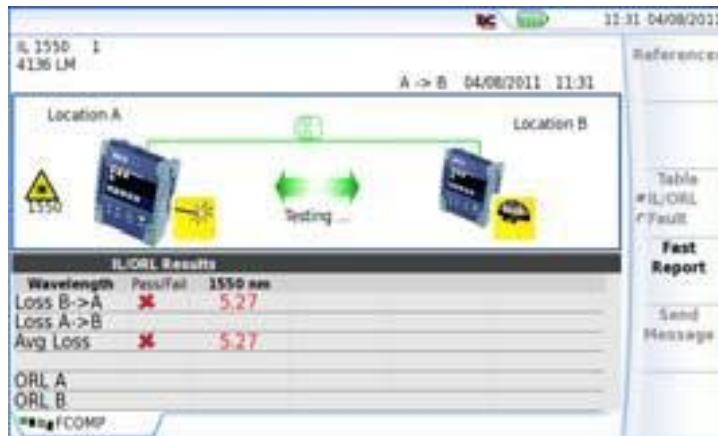 11:31 04/08/2011
IL 1550 1
4136 LM
A -> B 04/08/2011 11:31
References
Location A
Location B
1550
Testing ...
Table
IL/ORL
Fault
Fast
Report
Send
Message
IL/ORL Results
Wavelength Pass/Fail 1550 nm
Loss B->A 5.27
Loss A->B
Avg Loss 5.27
ORL A
ORL B
FCOMP